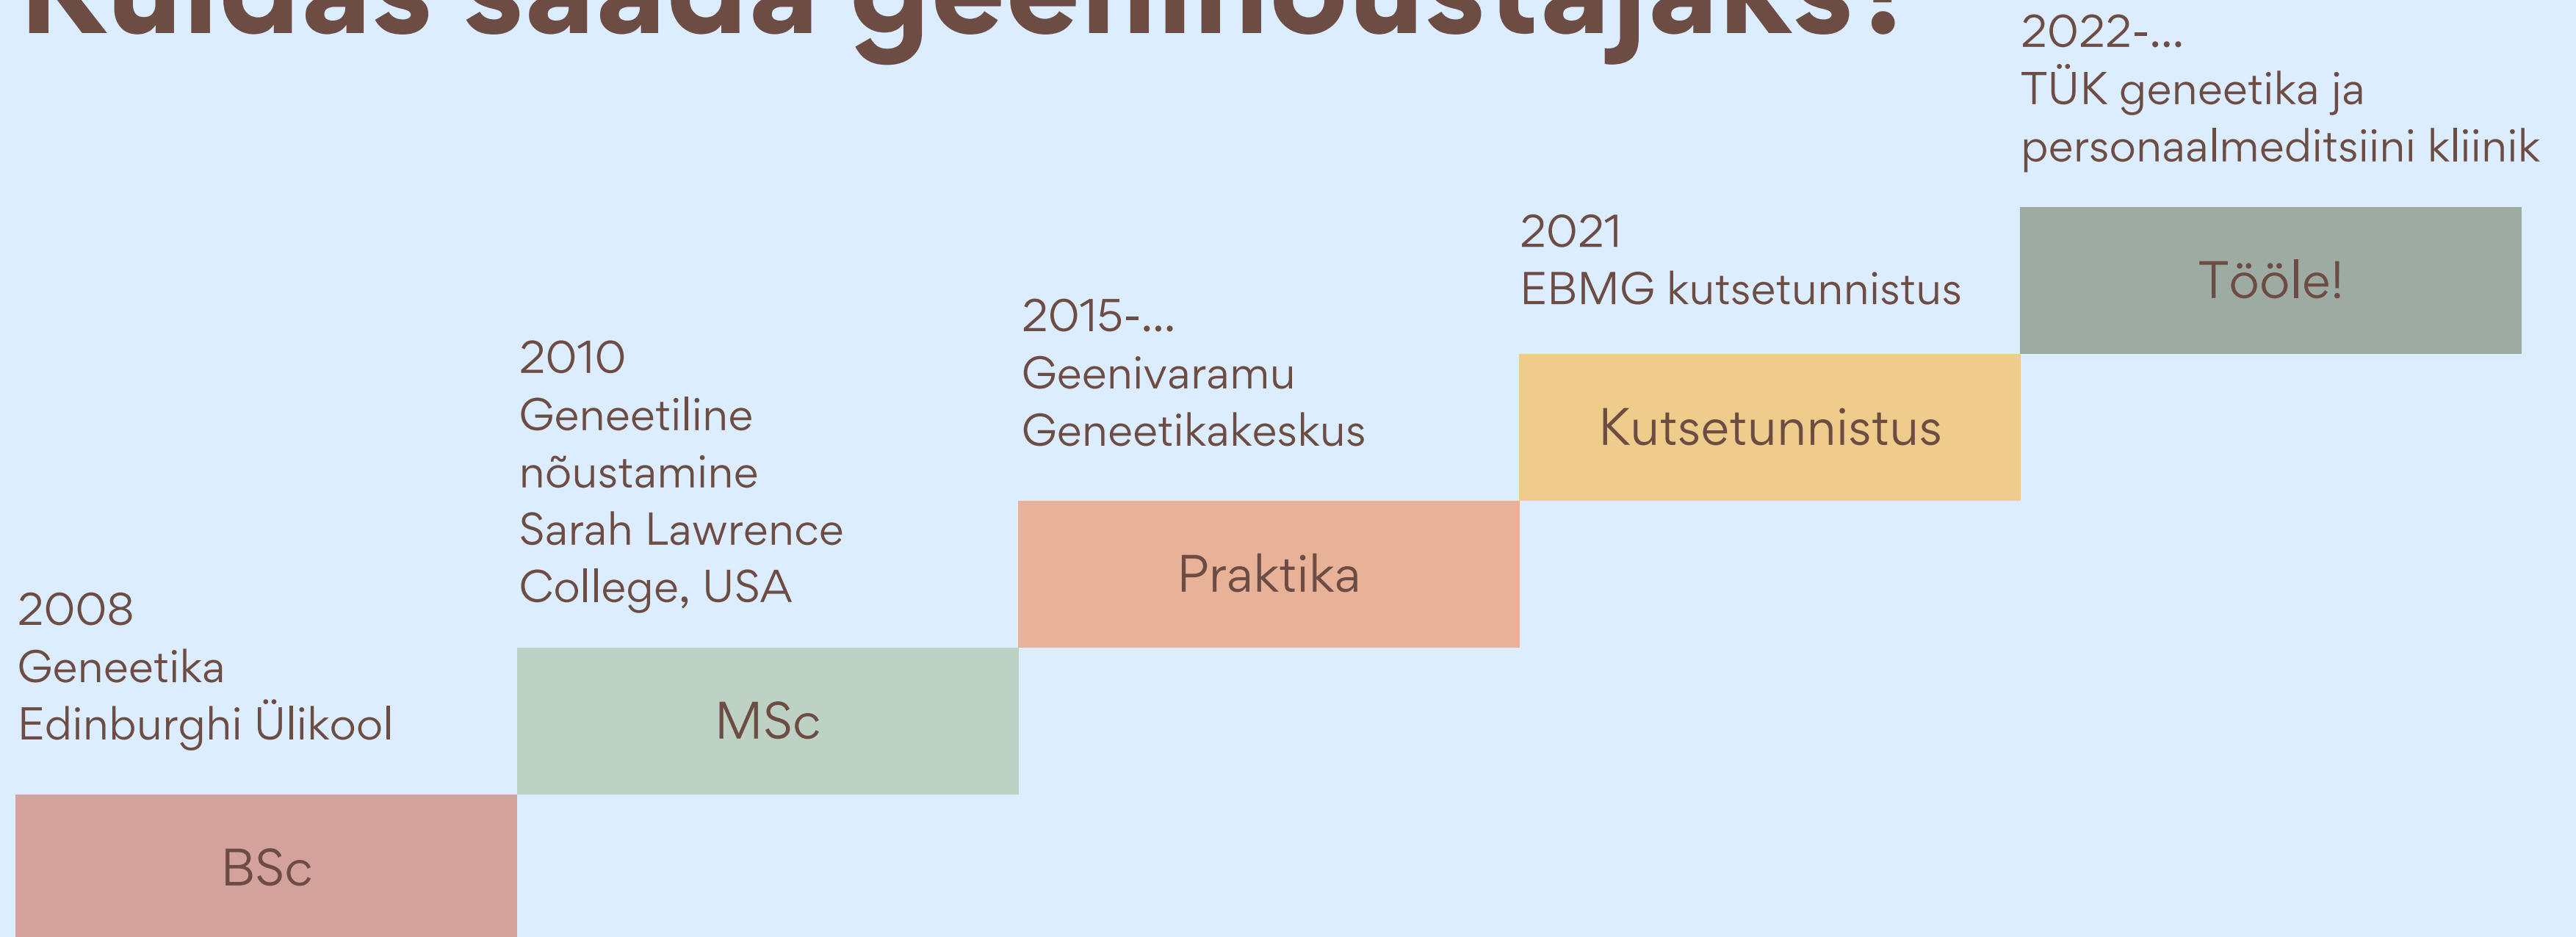 Kuidas saada geeninõustajaks?
2022-...
TÜK geneetika ja
personaalmeditsiini kliinik
Tööle!
2021
EBMG kutsetunnistus
Kutsetunnistus
2015-...
Geenivaramu
Geneetikakeskus
Praktika
2010
Geneetiline
nõustamine
Sarah Lawrence
College, USA
MSc
2008
Geneetika
Edinburghi Ülikool
BSc